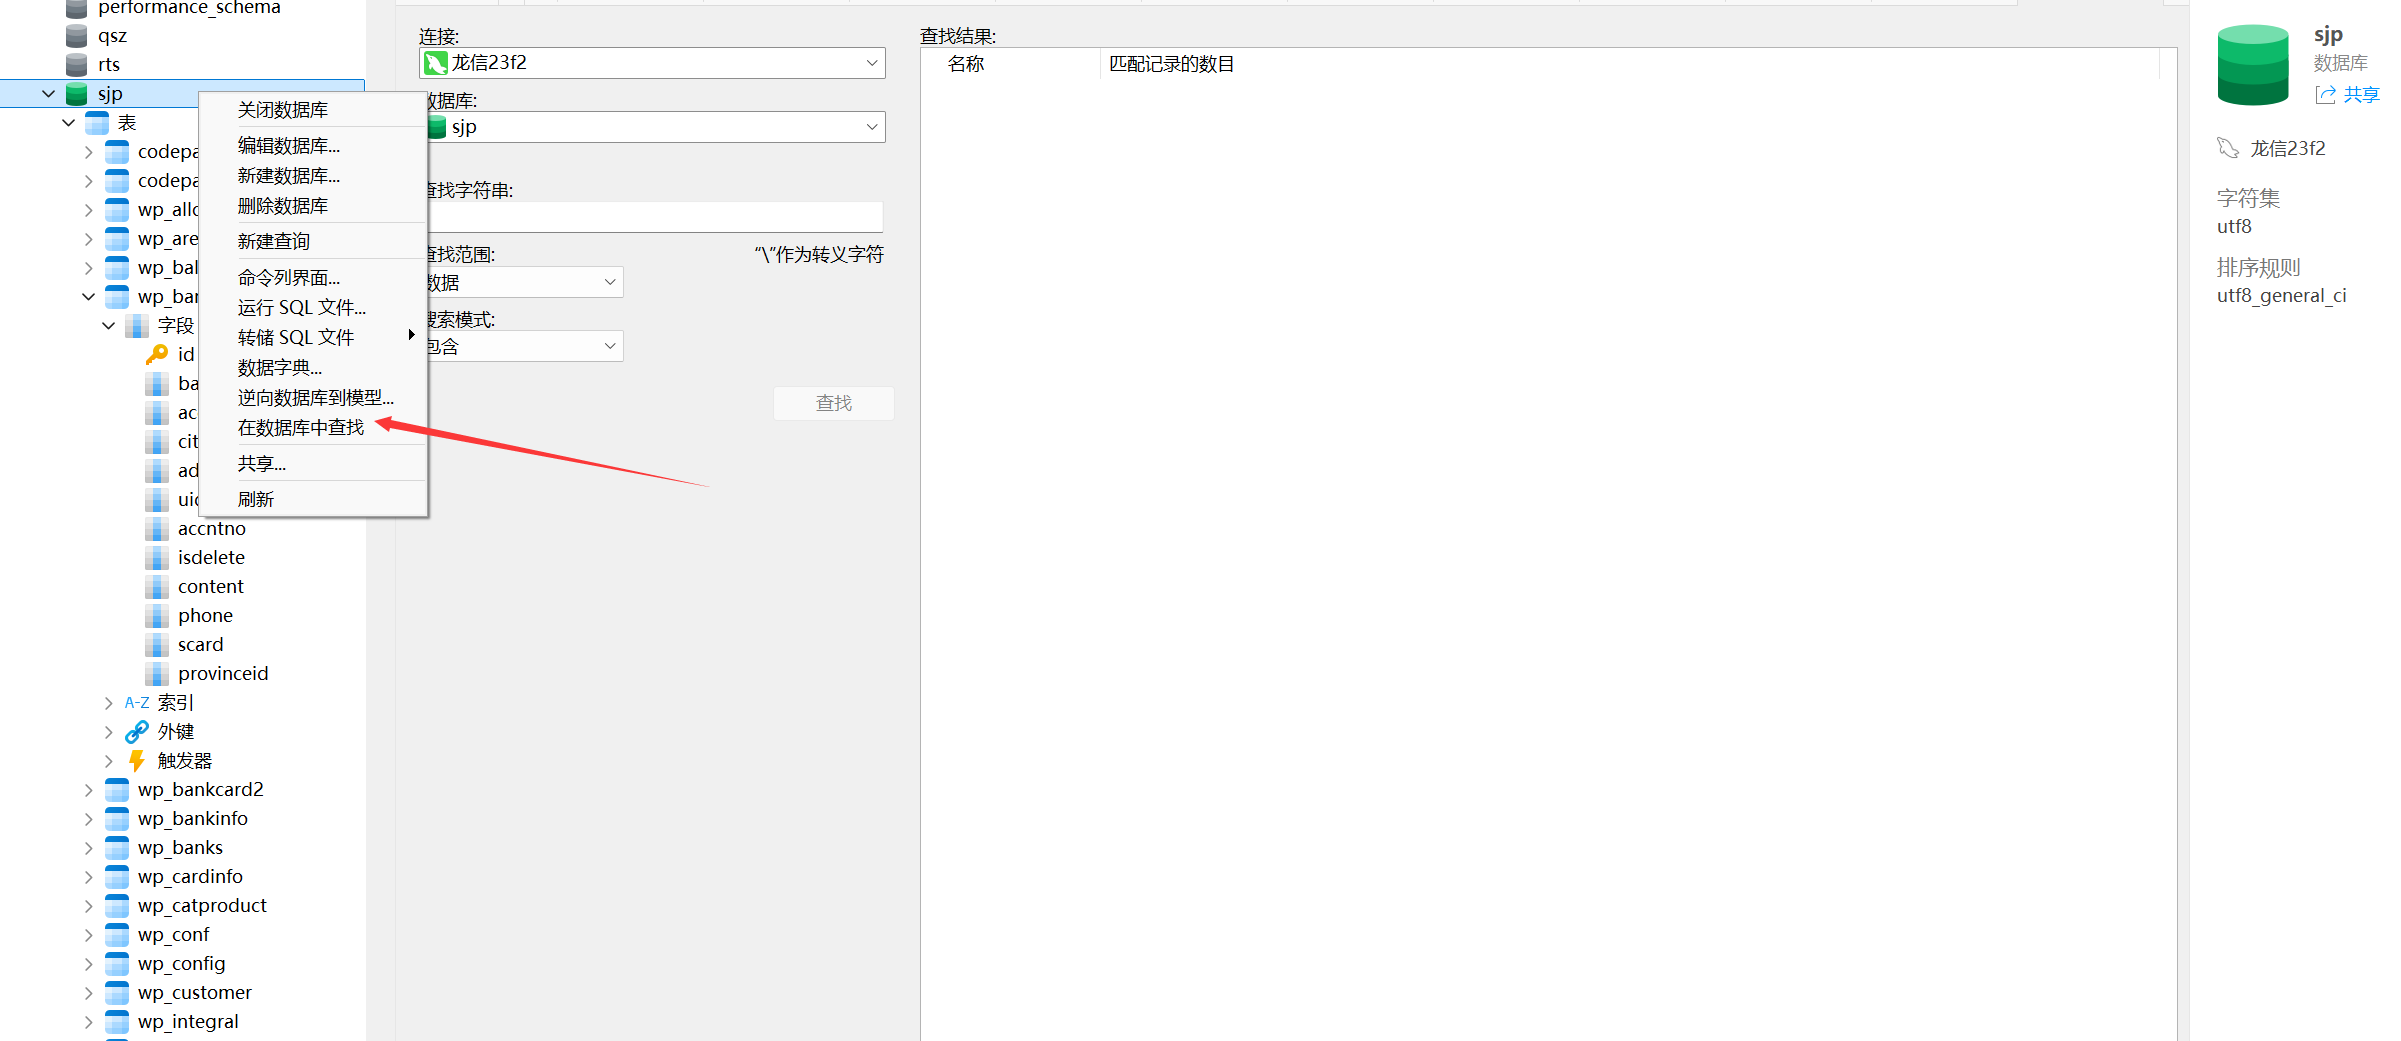 performance_schema
qsz
rts
sjp
表
codepa
codepa
wp_allo
wp_are
wp_bal
wp_bar
字段
id
ba
ac
cit
ad
uic
accntno
isdelete
content
phone
scard
provinceid
A-Z 索引
外键
触发器
wp_bankcard2
wp_bankinfo
wp_banks
wp_cardinfo
wp_catproduct
wp_conf
wp_config
wp_customer
wp_integral
关闭数据库
编辑数据库...
新建数据库...
删除数据库
新建查询
命令列界面...
运行 SQL 文件...
转储 SQL 文件
数据字典...
逆向数据库到模型...
在数据库中查找
共享...
刷新
连接:
龙信23f2
数据库:
sjp
查找字符串:
查找范围:
“\”作为转义字符
数据
搜索模式:
包含
查找
查找结果:
名称
匹配记录的数目
sjp
数据库
共享
龙信23f2
字符集
utf8
排序规则
utf8_general_ci